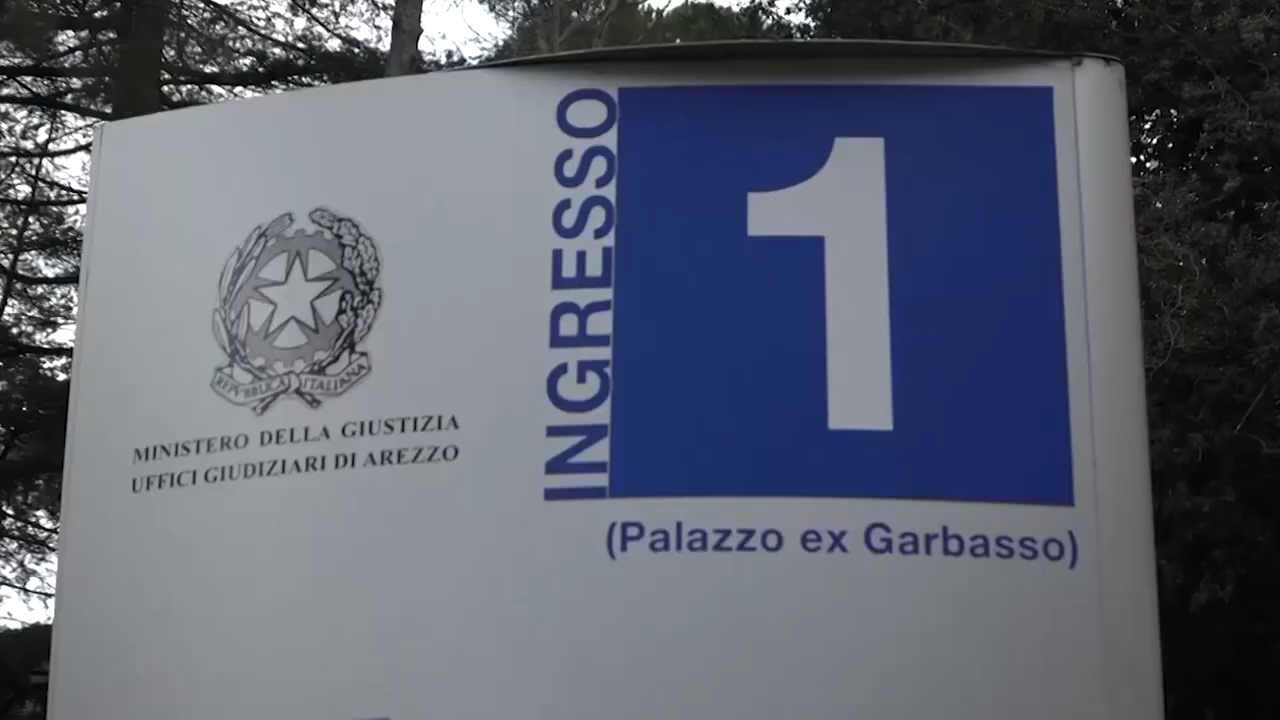 REPVBBLICA ITALIANA
MINISTERO DELLA GIUSTIZIA
UFFICI GIUDIZIARI DI AREZZO
INGRESSO
1
(Palazzo ex Garbasso)